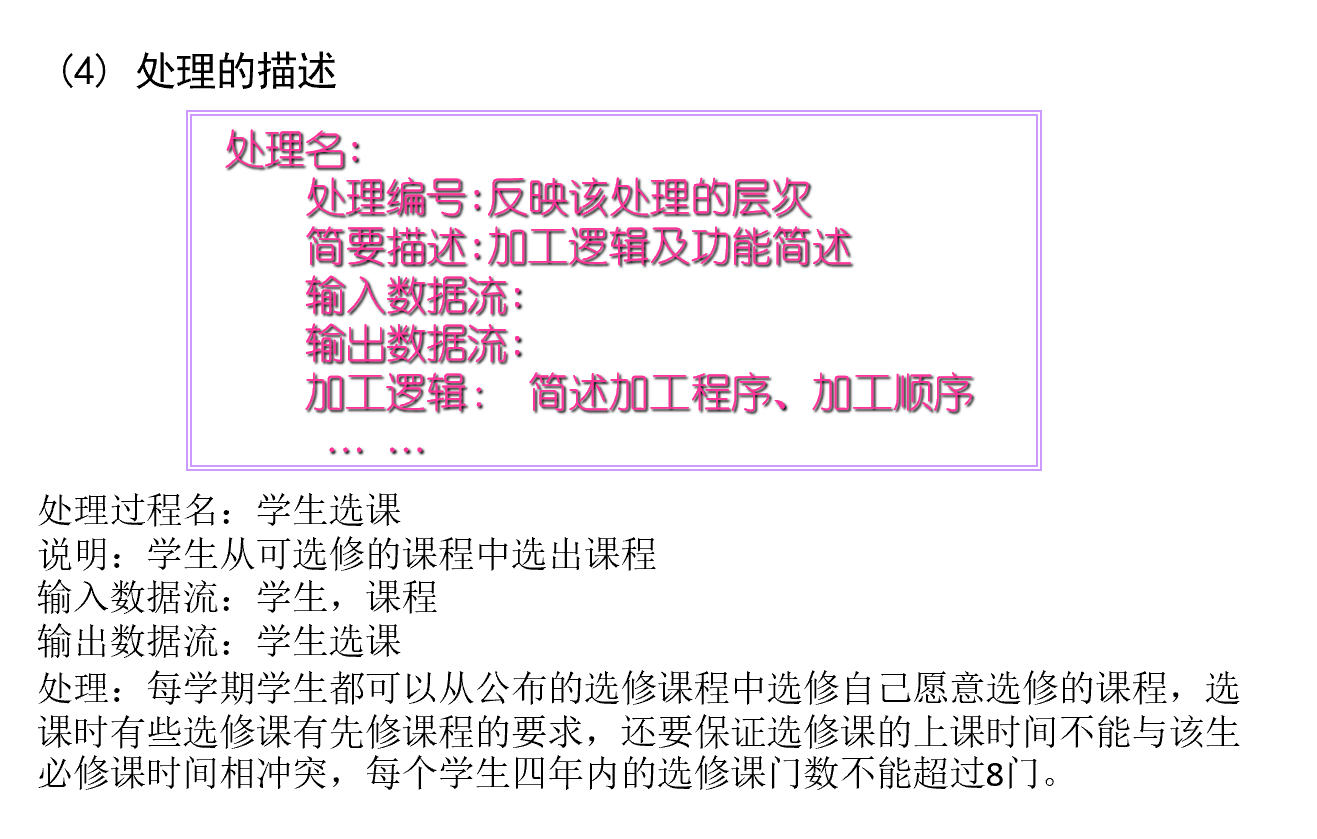 (4) 处理的描述
处理名:
处理编号:反映该处理的层次
简要描述:加工逻辑及功能简述
输入数据流:
输出数据流:
加工逻辑: 简述加工程序、加工顺序
… …
处理过程名：学生选课
说明：学生从可选修的课程中选出课程
输入数据流：学生，课程
输出数据流：学生选课
处理：每学期学生都可以从公布的选修课程中选修自己愿意选修的课程，选
课时有些选修课有先修课程的要求，还要保证选修课的上课时间不能与该生
必修课时间相冲突，每个学生四年内的选修课门数不能超过8门。